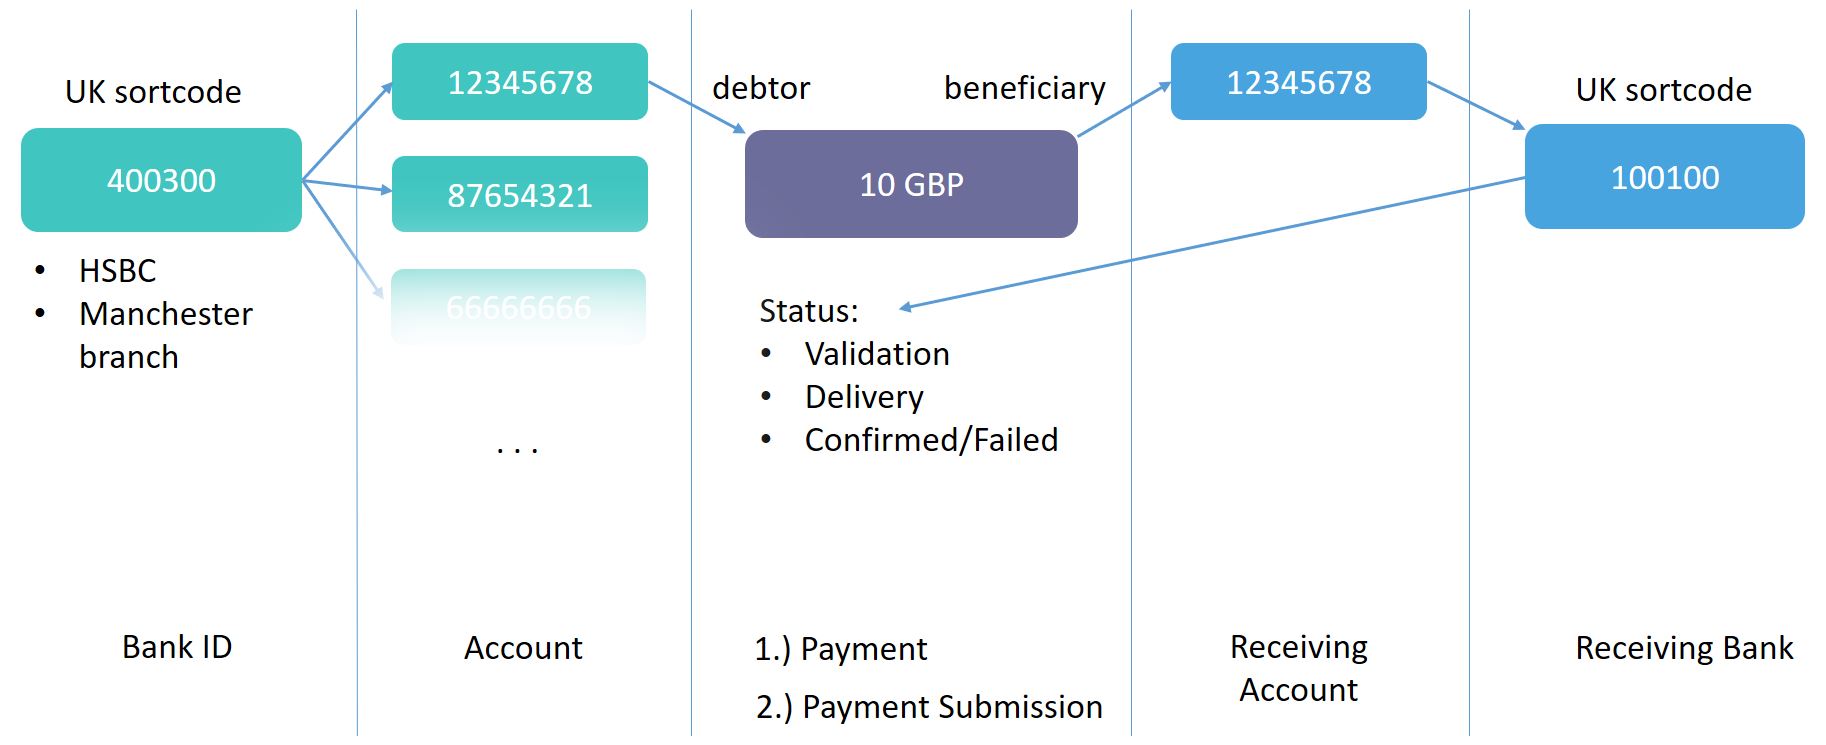 UK sortcode
400300
• HSBC
• Manchester
branch
Bank ID
12345678
87654321
66666666
. . .
Account
debtor
beneficiary
10 GBP
Status:
• Validation
• Delivery
• Confirmed/Failed
1.) Payment
2.) Payment Submission
12345678
Receiving
Account
UK sortcode
100100
Receiving Bank